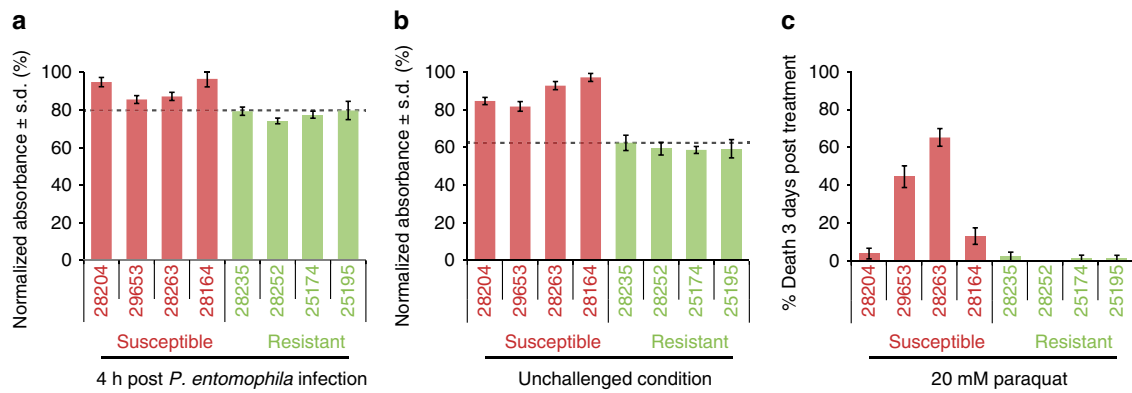 a
Normalized absorbance ± s.d. (%)
100
80
60
40
20
0
28204
29653
28263
28164
28235
28252
25174
25195
Susceptible
Resistant
4 h post P. entomophila infection
b
Normalized absorbance ± s.d. (%)
100
80
60
40
20
0
28204
29653
28263
28164
28235
28252
25174
25195
Susceptible
Resistant
Unchallenged condition
c
% Death 3 days post treatment
100
80
60
40
20
0
28204
29653
28263
28164
28235
28252
25174
25195
Susceptible
Resistant
20 mM paraquat